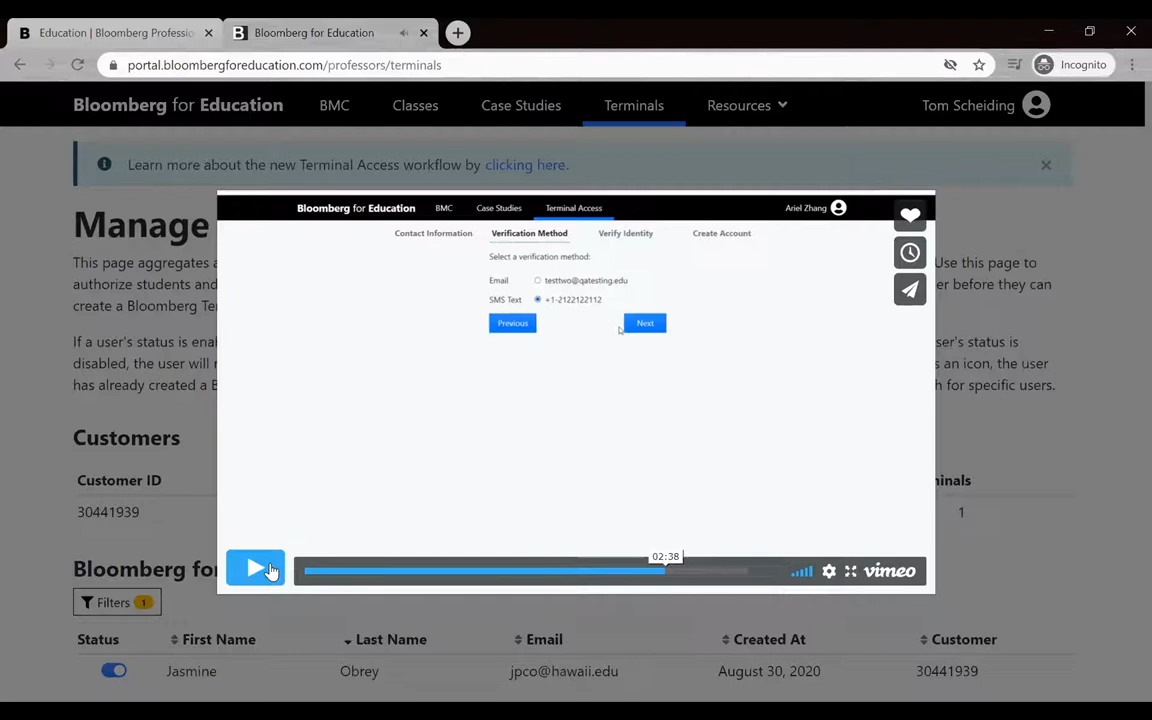 Education | Bloomberg Professio
Bloomberg for Education
portal.bloombergforeducation.com/professors/terminals
Incognito
Bloomberg for Education BMC Classes Case Studies Terminals Resources Tom Scheiding
Learn more about the new Terminal Access workflow by clicking here.
Manage
This page aggregates
Use this page to
authorize students and
er before they can
create a Bloomberg Te
If a user's status is ena
ser's status is
disabled, the user will
s an icon, the user
has already created a B
h for specific users.
Bloomberg for Education BMC Case Studies Terminal Access Ariel Zhang
Contact Information Verification Method Verify Identity Create Account
Select a verification method:
Email testtwo@qatesting.edu
SMS Text +1-2122122112
Previous Next
02:38
vimeo
Customers
Customer ID
minals
30441939
1
Bloomberg fo
Filters 1
Status First Name Last Name Email Created At Customer
Jasmine Obrey jpco@hawaii.edu August 30, 2020 30441939